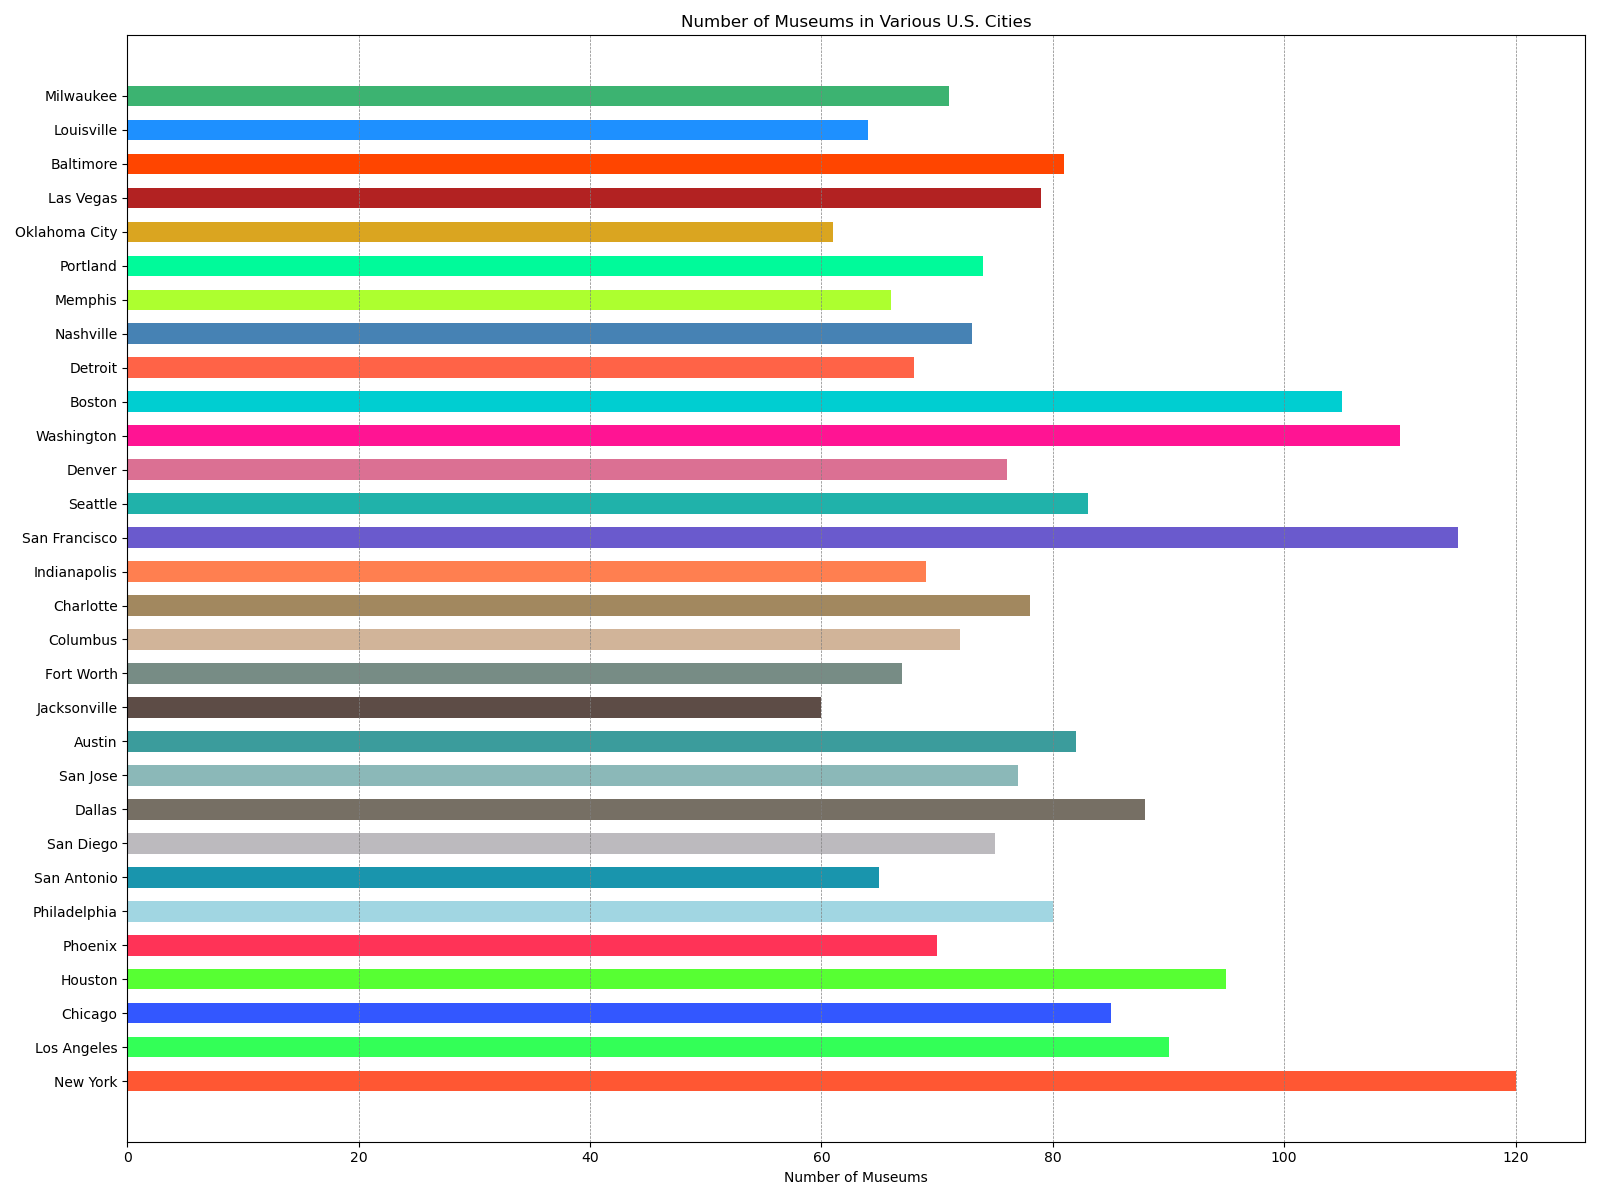 Number of Museums in Various U.S. Cities
Milwaukee
Louisville
Baltimore
Las Vegas
Oklahoma City
Portland
Memphis
Nashville
Detroit
Boston
Washington
Denver
Seattle
San Francisco
Indianapolis
Charlotte
Columbus
Fort Worth
Jacksonville
Austin
San Jose
Dallas
San Diego
San Antonio
Philadelphia
Phoenix
Houston
Chicago
Los Angeles
New York
0 20 40 60 80 100 120
Number of Museums